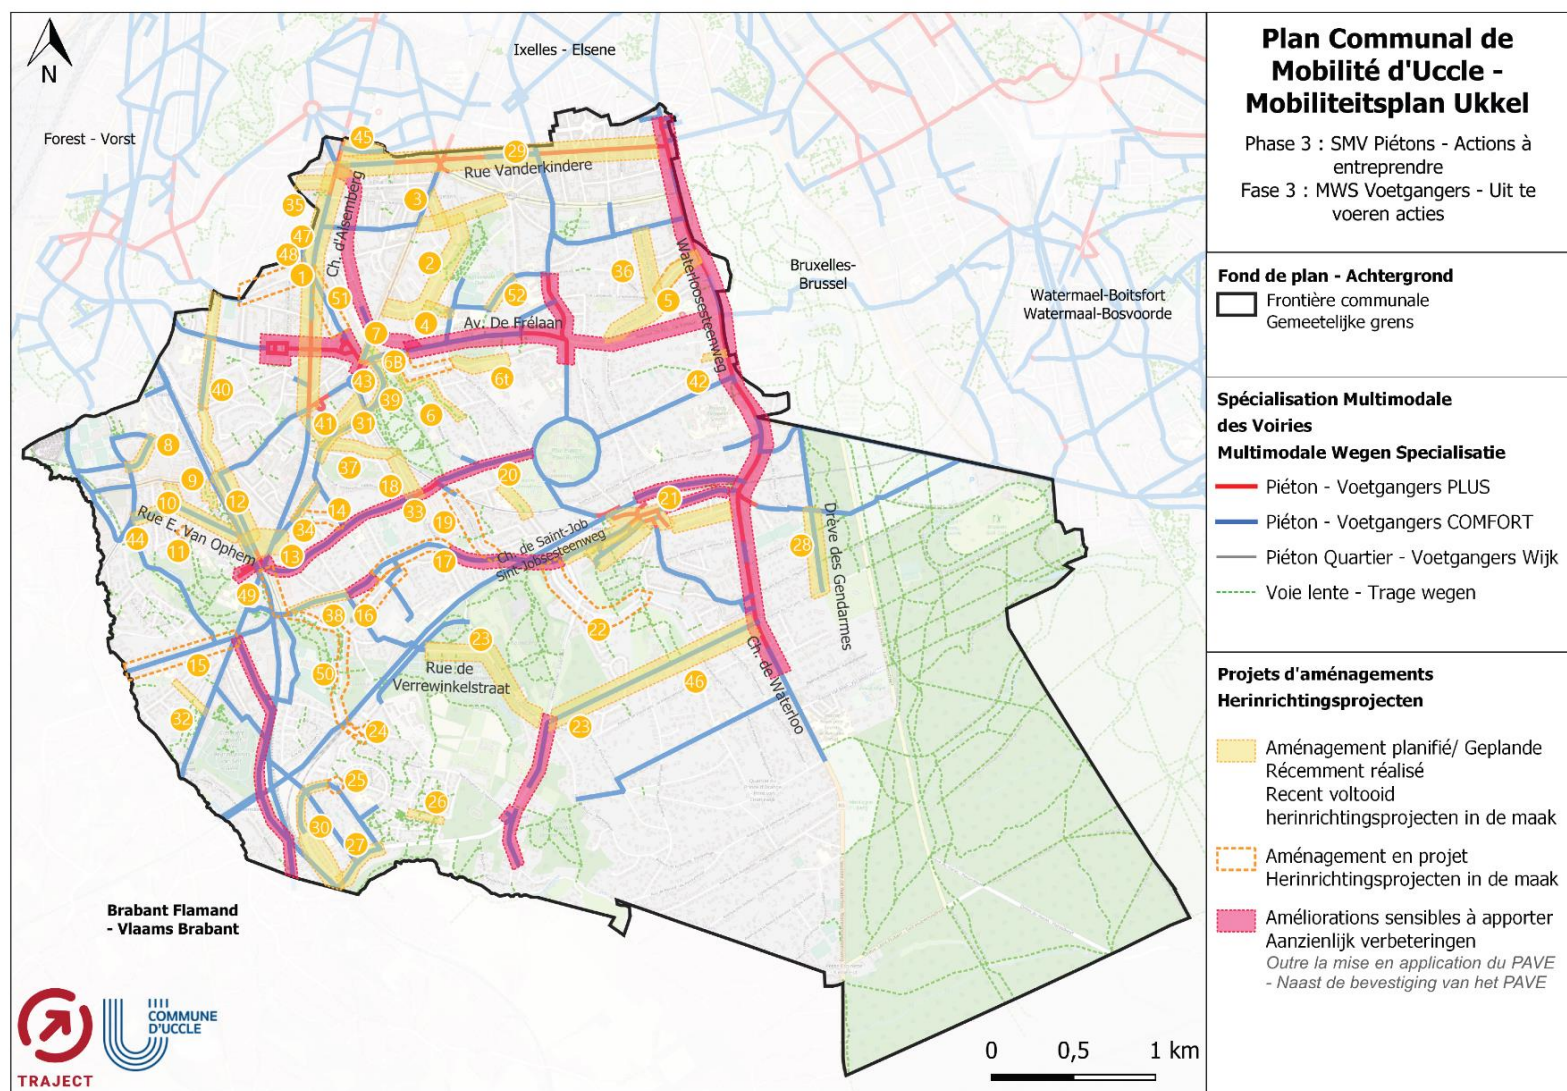 N
Ixelles - Elsene
Forest - Vorst
Bruxelles-
Brussel
Watermael-Boitsfort
Watermaal-Bosvoorde
45
29
Rue Vanderkindere
3
35
Ch. d'Alsemberg
47
48
2
1
36
Waterloosesteenweg
51
52
5
4
Av. De Frélaan
7
6B
6t
43
42
40
39
6
41
31
8
37
9
18
20
10
12
14
21
33
19
Rue E. Van Ophem
34
44
11
13
17
Ch. de Saint-Job
Sint-Jobsesteenweg
28
Drève des Gendarmes
49
38
16
22
23
15
50
Rue de
Verrewinkelstraat
46
Ch. de Waterloo
32
24
23
25
26
30
27
Brabant Flamand
- Vlaams Brabant
TRAJECT
COMMUNE
D'UCCLE
0 0,5 1 km
Plan Communal de
Mobilité d'Uccle -
Mobiliteitsplan Ukkel
Phase 3 : SMV Piétons - Actions à
entreprendre
Fase 3 : MWS Voetgangers - Uit te
voeren acties
Fond de plan - Achtergrond
Frontière communale
Gemeetelijke grens
Spécialisation Multimodale
des Voiries
Multimodale Wegen Specialisatie
Piéton - Voetgangers PLUS
Piéton - Voetgangers COMFORT
Piéton Quartier - Voetgangers Wijk
Voie lente - Trage wegen
Projets d'aménagements
Herinrichtingsprojecten
Aménagement planifié/ Geplande
Récemment réalisé
Recent voltooid
herinrichtingsprojecten in de maak
Aménagement en projet
Herinrichtingsprojecten in de maak
Améliorations sensibles à apporter
Aanzienlijk verbeteringen
Outre la mise en application du PAVE
- Naast de bevestiging van het PAVE